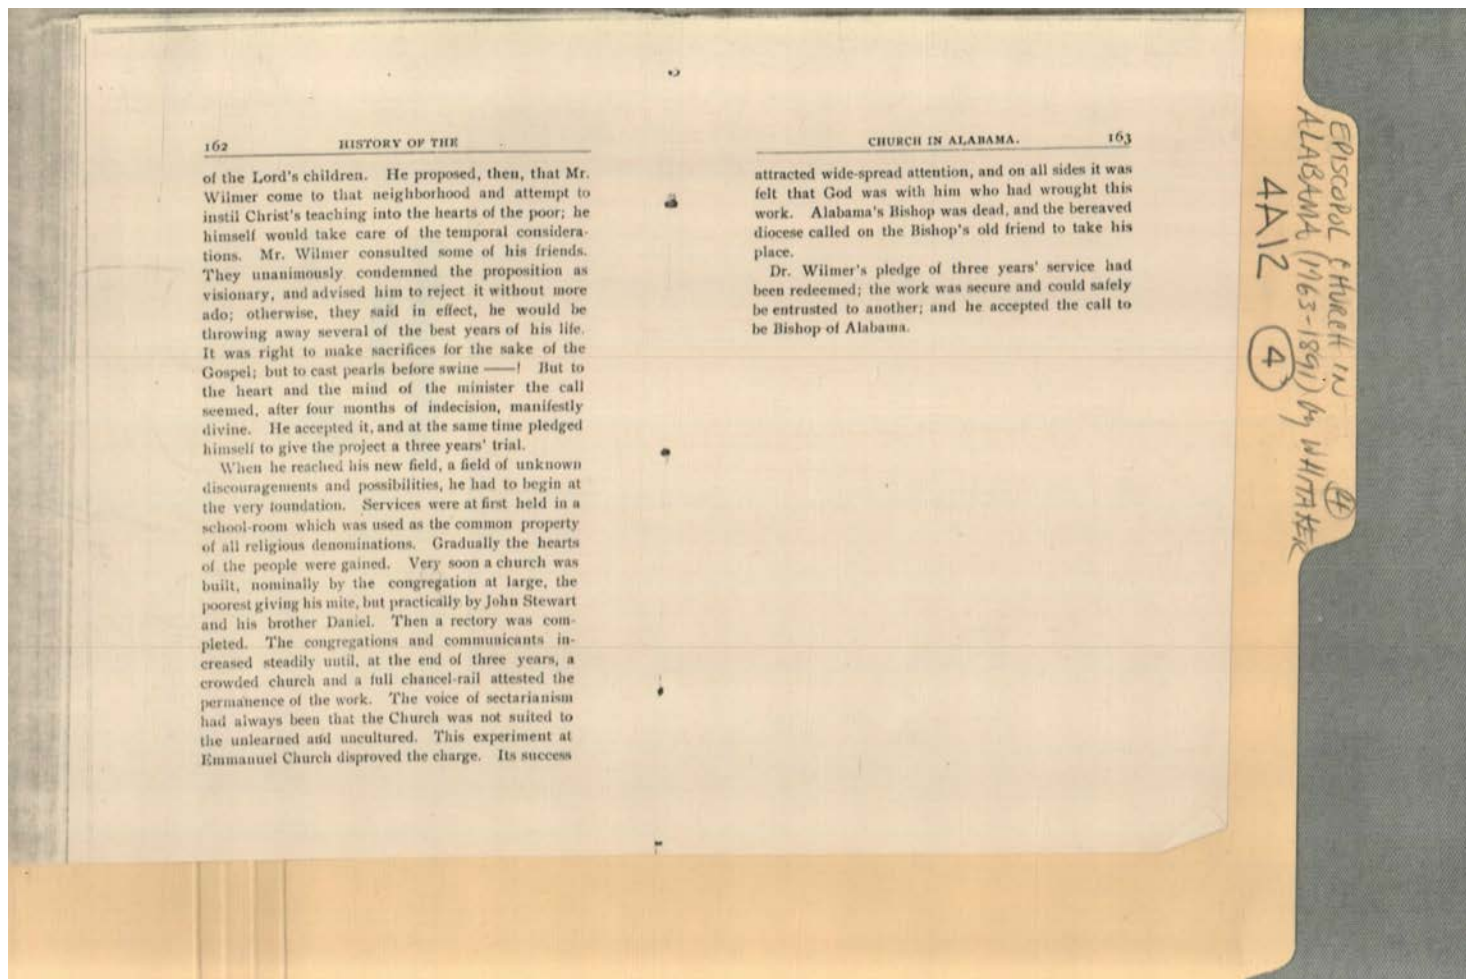 162 HISTORY OF THE
of the Lord's children. He proposed, then, that Mr.
Wilmer come to that neighborhood and attempt to
instil Christ's teaching into the hearts of the poor; he
himself would take care of the temporal considera-
tions. Mr. Wilmer consulted some of his friends.
They unanimously condemned the proposition as
visionary, and advised him to reject it without more
ado; otherwise, they said in effect, he would be
throwing away several of the best years of his life.
It was right to make sacrifices for the sake of the
Gospel; but to cast pearls before swine ——! But to
the heart and the mind of the minister the call
seemed, after four months of indecision, manifestly
divine. He accepted it, and at the same time pledged
himself to give the project a three years' trial.
When he reached his new field, a field of unknown
discouragements and possibilities, he had to begin at
the very foundation. Services were at first held in a
school-room which was used as the common property
of all religious denominations. Gradually the hearts
of the people were gained. Very soon a church was
built, nominally by the congregation at large, the
poorest giving his mite, but practically by John Stewart
and his brother Daniel. Then a rectory was com-
pleted. The congregations and communicants in-
creased steadily until, at the end of three years, a
crowded church and a full chancel-rail attested the
permanence of the work. The voice of sectarianism
had always been that the Church was not suited to
the unlearned and uncultured. This experiment at
Emmanuel Church disproved the charge. Its success
CHURCH IN ALABAMA. 163
attracted wide-spread attention, and on all sides it was
felt that God was with him who had wrought this
work. Alabama's Bishop was dead, and the bereaved
diocese called on the Bishop's old friend to take his
place.
Dr. Wilmer's pledge of three years' service had
been redeemed; the work was secure and could safely
be entrusted to another; and he accepted the call to
be Bishop of Alabama.
EPISCOPOL CHURCH IN
ALABAMA (1763-1891) by WHITAKER
4A12 4